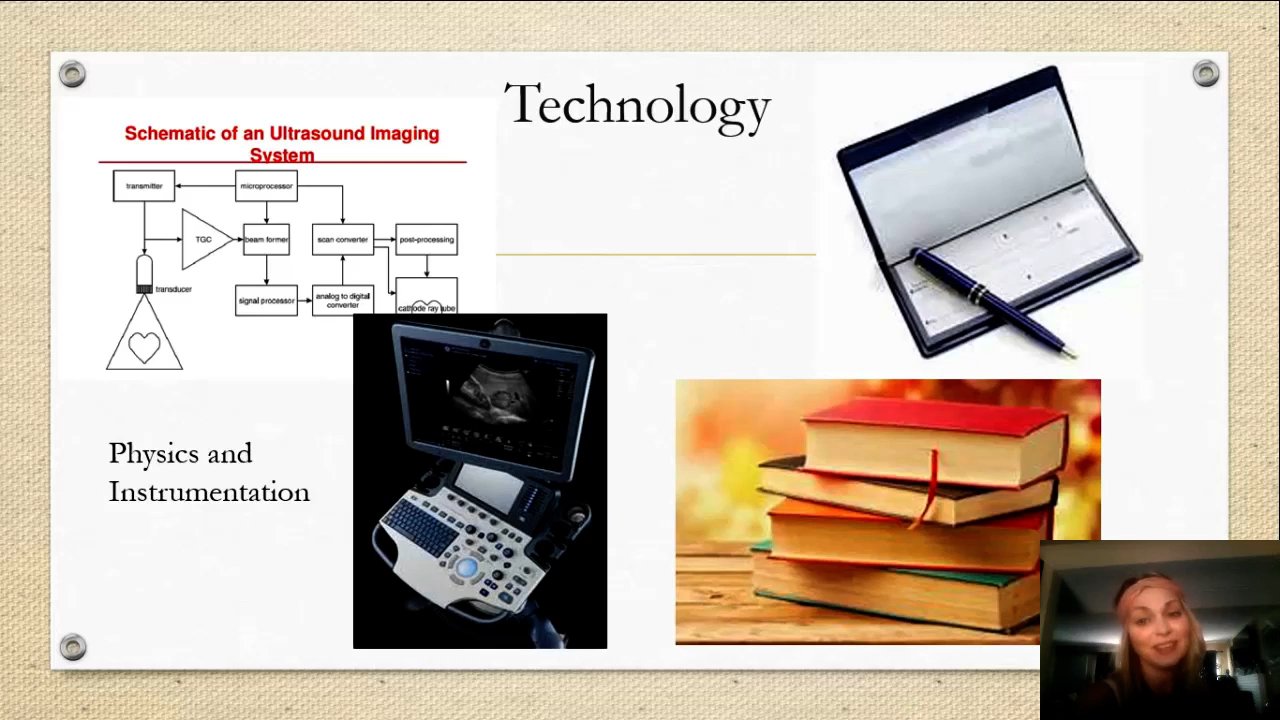 Technology
Schematic of an Ultrasound Imaging
System
transmitter
microprocessor
TGC
beam former
scan converter
post-processing
transducer
signal processor
analog to digital
converter
cathode ray tube
Physics and
Instrumentation